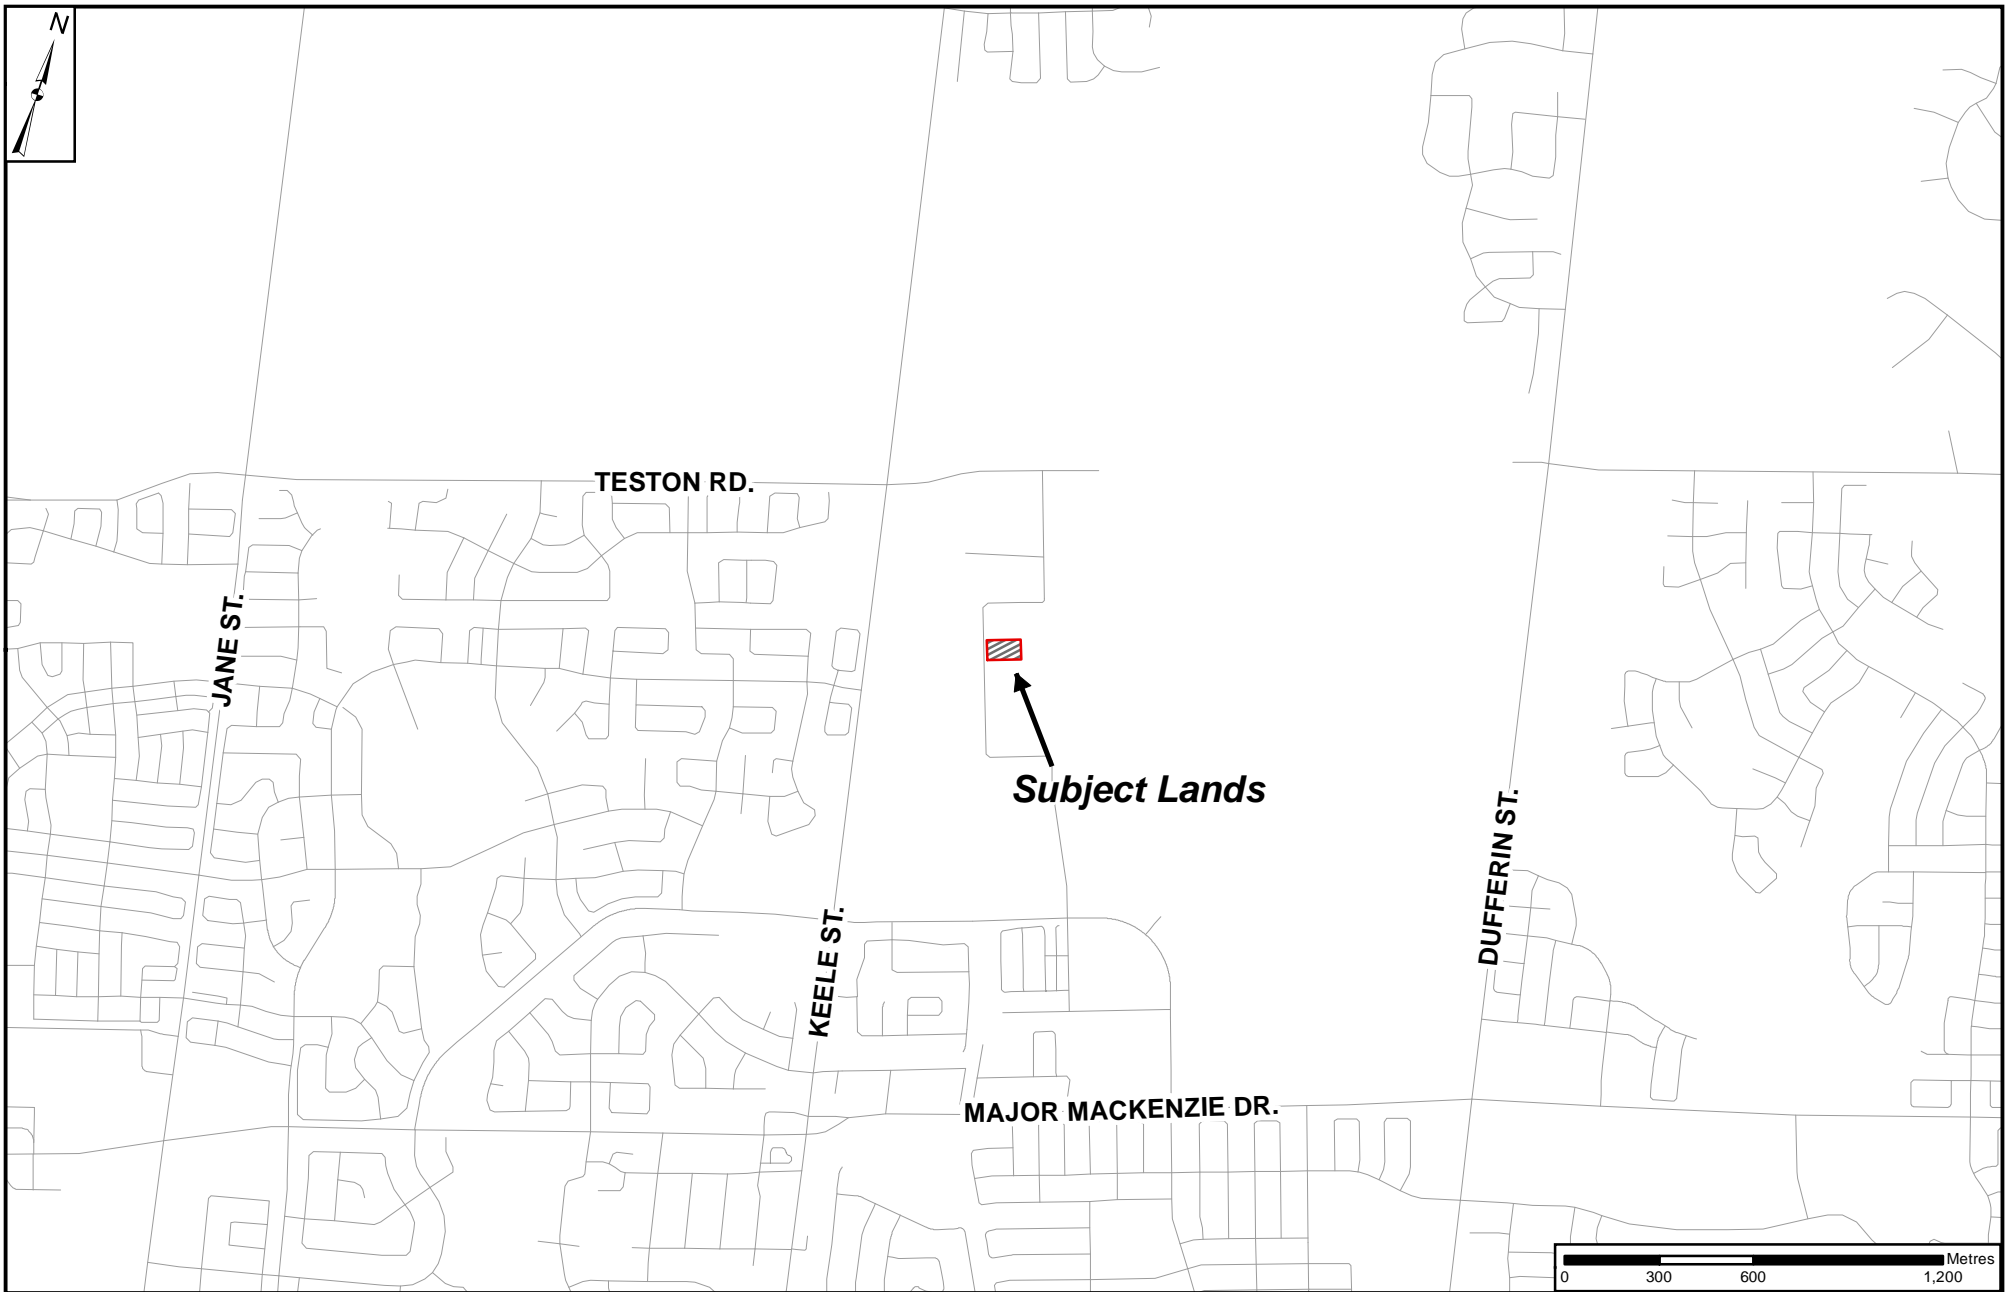 N
TESTON RD.
JANE ST.
Subject Lands
DUFFERIN ST.
KEELE ST.
MAJOR MACKENZIE DR.
Metres
0 300 600 1,200